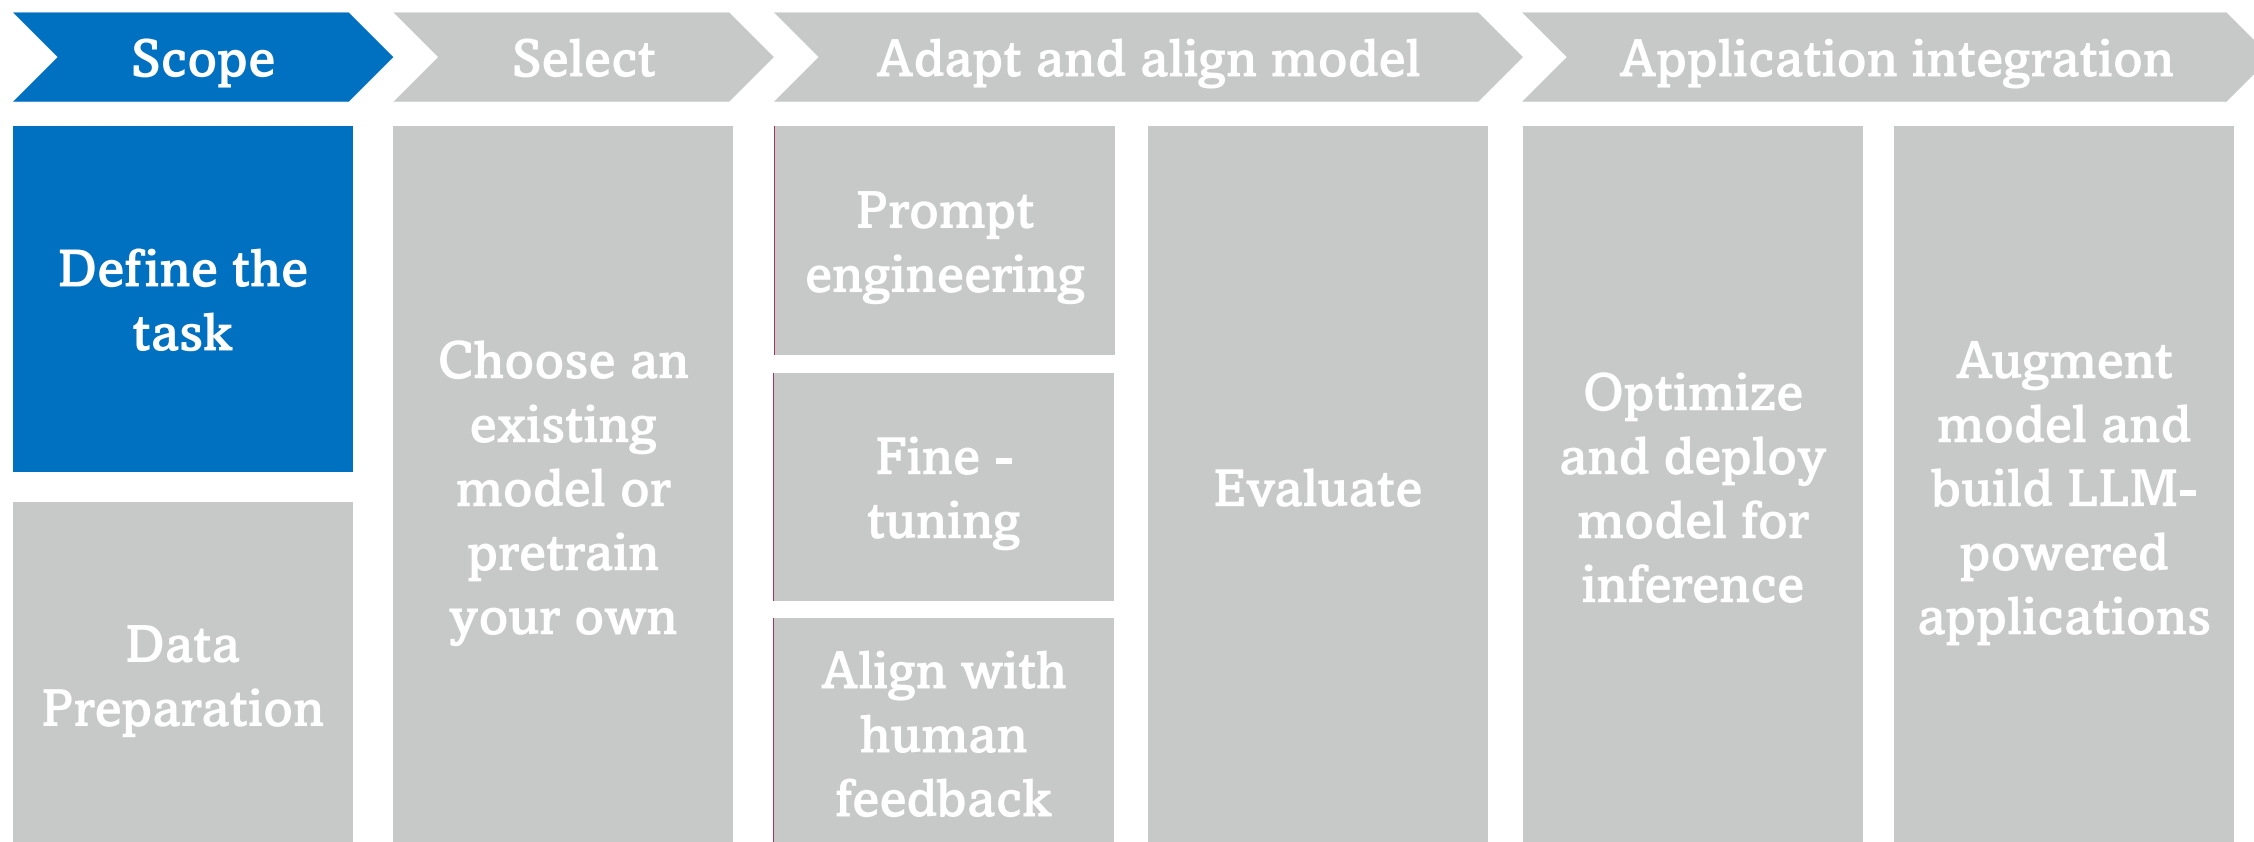 Scope
Select
Adapt and align model
Application integration
Define the
task
Data
Preparation
Choose an
existing
model or
pretrain
your own
Prompt
engineering
Fine -
tuning
Align with
human
feedback
Evaluate
Optimize
and deploy
model for
inference
Augment
model and
build LLM-
powered
applications